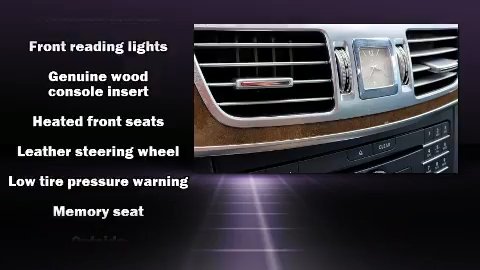 Front reading lights
Genuine wood
console insert
Heated front seats
Leather steering wheel
Low tire pressure warning
Memory seat
CLEAR